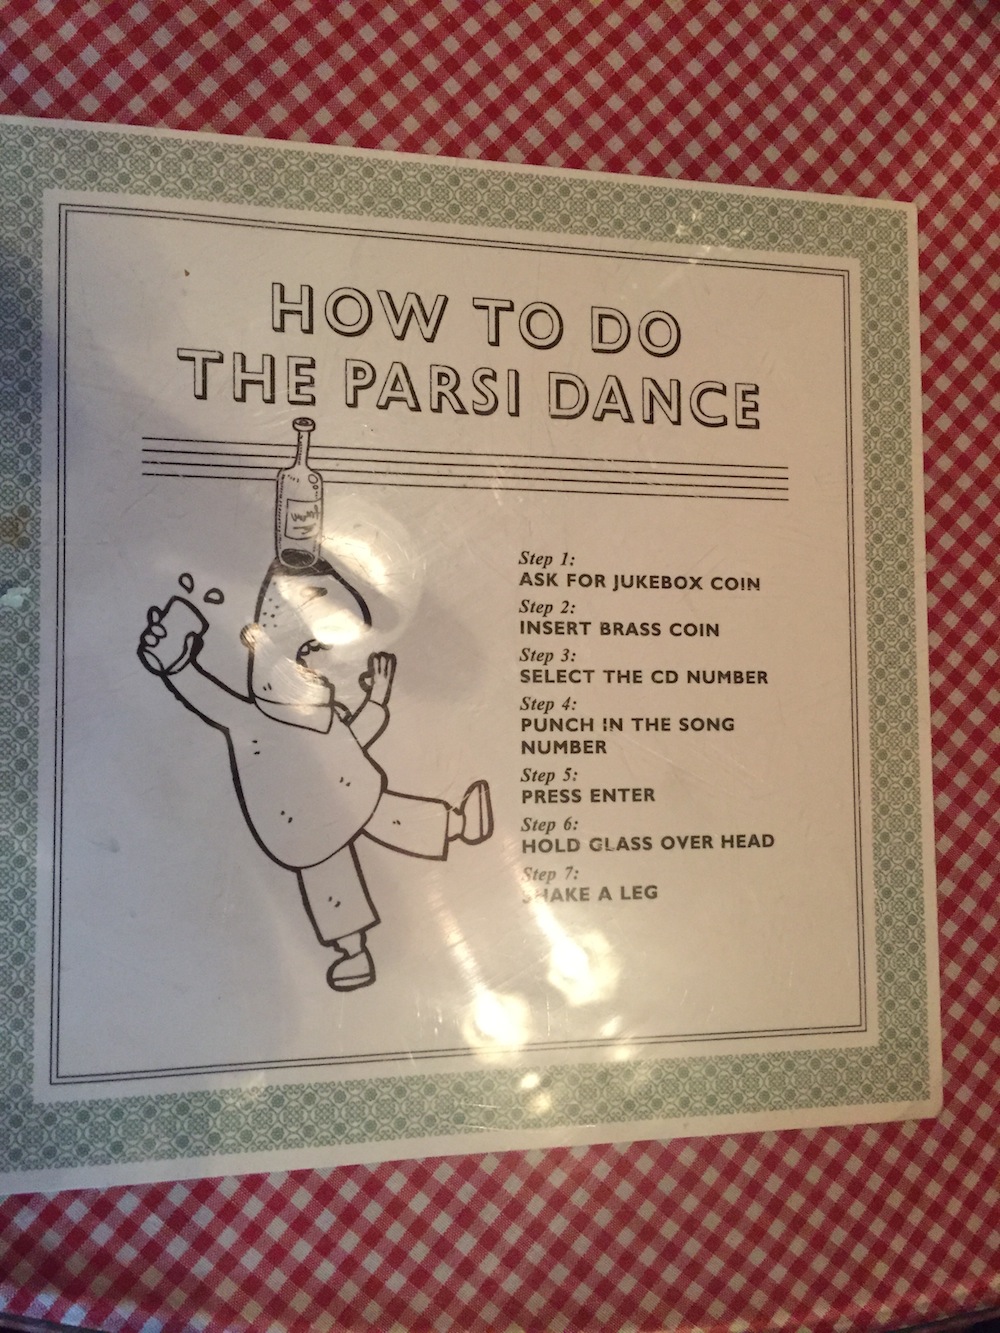 HOW TO DO
THE PARSI DANCE
Step 1:
ASK FOR JUKEBOX COIN
Step 2:
INSERT BRASS COIN
Step 3:
SELECT THE CD NUMBER
Step 4:
PUNCH IN THE SONG
NUMBER
Step 5:
PRESS ENTER
Step 6:
HOLD GLASS OVER HEAD
Step 7:
SHAKE A LEG